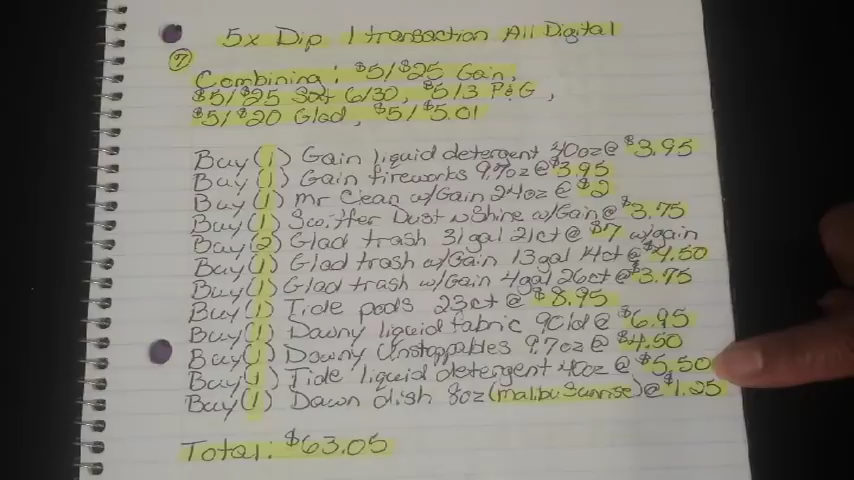 5x Dip 1 transaction All Digital
7
Combining: $5/$25 Gain,
$5/$25 Sat 6/30, $5/3 P&G,
$5/$20 Glad, $5/$5.01
Buy (1) Gain liquid detergent 40oz @ $3.95
Buy (1) Gain fireworks 9.7oz @ $3.95
Buy (1) Mr Clean w/Gain 24oz @ $2
Buy (1) Swiffer Dust n Shine w/Gain @ $3.75
Buy (2) Glad trash 31gal 21ct @ $7 w/gain
Buy (1) Glad trash w/Gain 13gal 14ct @ $4.50
Buy (1) Glad trash w/Gain 4gal 26ct @ $3.75
Buy (1) Tide pods 23ct @ $8.95
Buy (1) Downy liquid fabric 90ld @ $6.95
Buy (1) Downy Unstoppables 9.7oz @ $4.50
Buy (1) Tide liquid detergent 40oz @ $5.50
Buy (1) Dawn dish 8oz (malibu Sunrise) @ $1.25
Total: $63.05